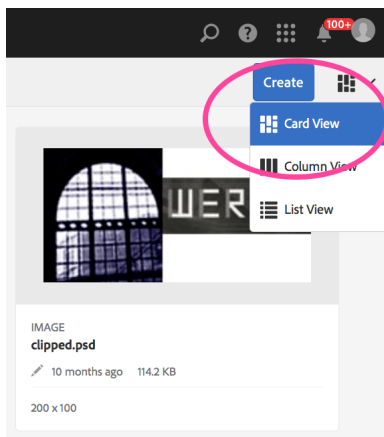 100+
Create
Card View
Column View
List View
WER
IMAGE
clipped.psd
10 months ago 114.2 KB
200 x 100